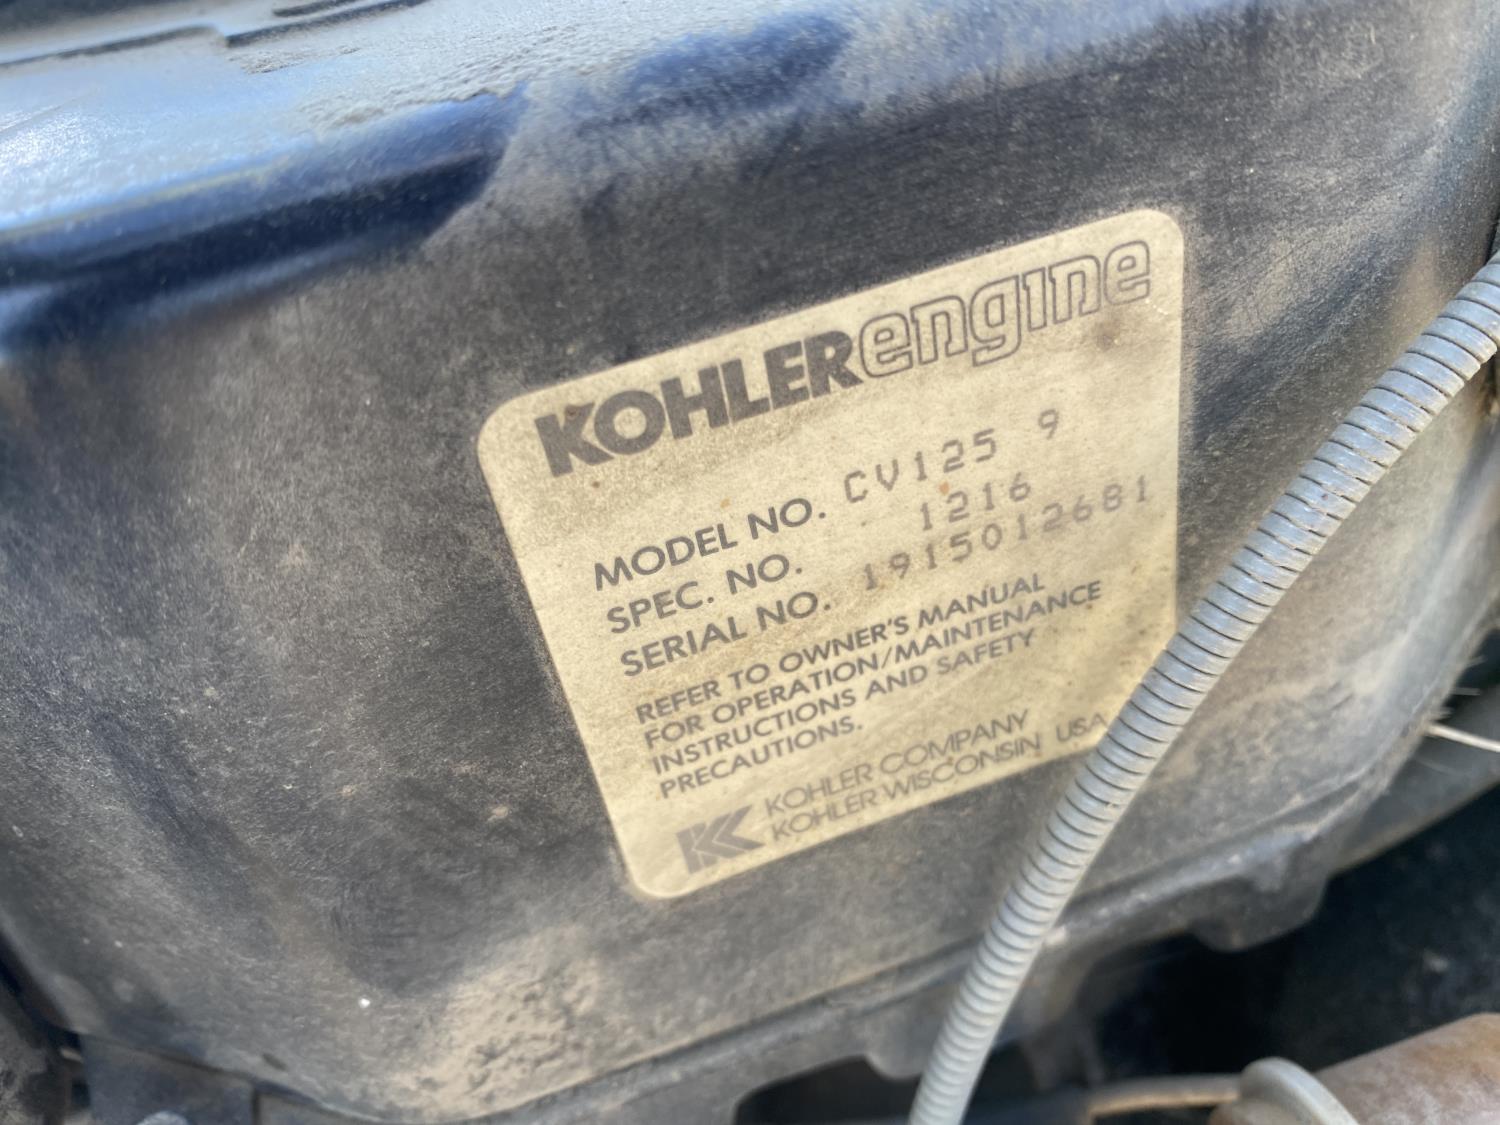 KOHLERengine
MODEL NO. CV125 9
SPEC. NO. 1216
SERIAL NO. 1915012681
REFER TO OWNER'S MANUAL
FOR OPERATION/MAINTENANCE
INSTRUCTIONS AND SAFETY
PRECAUTIONS.
KOHLER COMPANY
KOHLER WISCONSIN USA